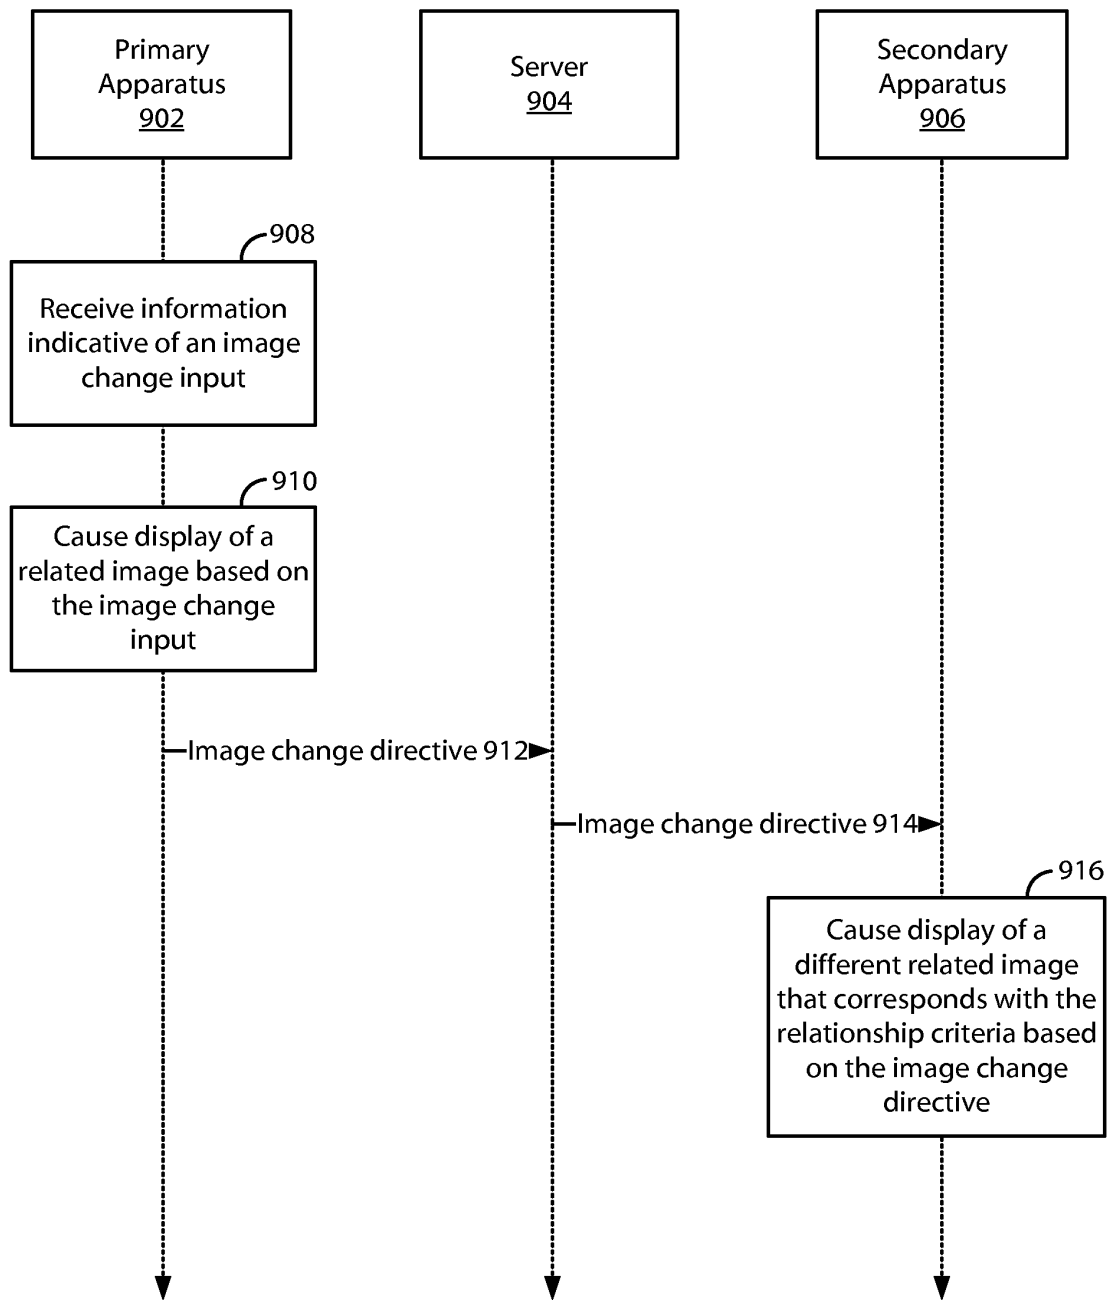 Primary
Apparatus
902
Server
904
Secondary
Apparatus
906
908
Receive information
indicative of an image
change input
910
Cause display of a
related image based on
the image change
input
Image change directive 912
Image change directive 914
916
Cause display of a
different related image
that corresponds with the
relationship criteria based
on the image change
directive